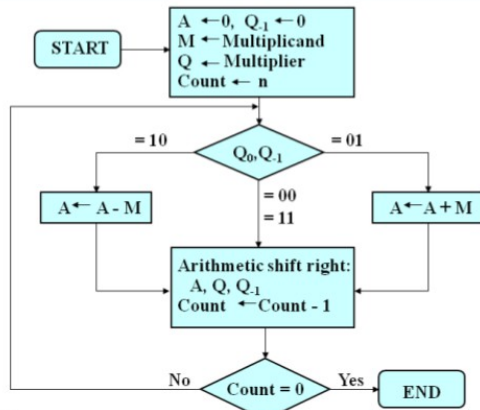 START
A ←0, Q-1 ←0
M ←Multiplicand
Q ←Multiplier
Count ← n
= 10
Q0,Q-1
= 01
= 00
= 11
A← A - M
A←A + M
Arithmetic shift right:
A, Q, Q-1
Count ←Count - 1
No
Count = 0
Yes
END